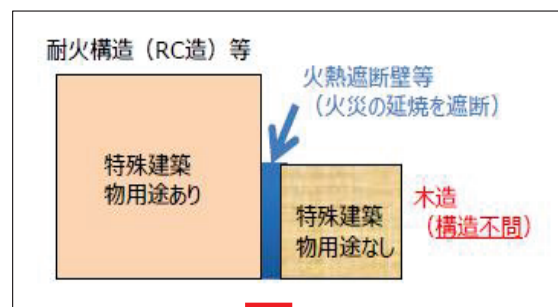 耐火構造（RC造）等
火熱遮断壁等
（火災の延焼を遮断）
特殊建築
物用途あり
特殊建築
物用途なし
木造
（構造不問）